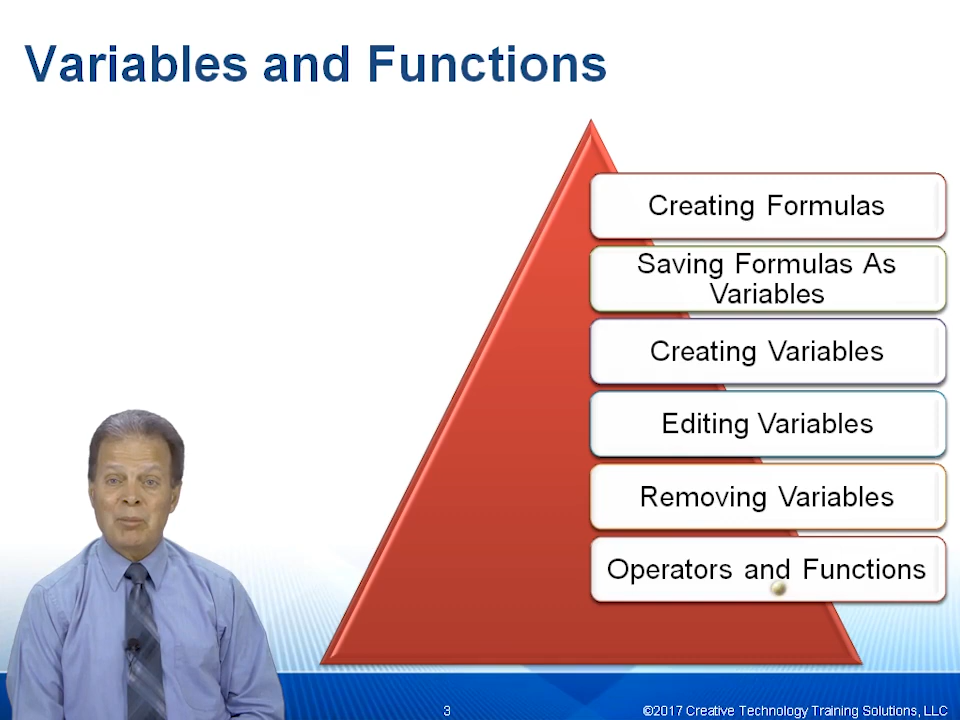 Variables and Functions
Creating Formulas
Saving Formulas As
Variables
Creating Variables
Editing Variables
Removing Variables
Operators and Functions
3
©2017 Creative Technology Training Solutions, LLC